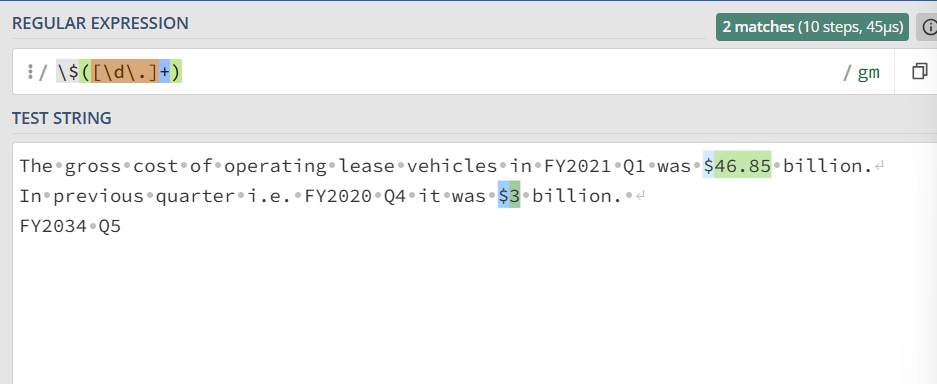 REGULAR EXPRESSION
2 matches (10 steps, 45µs)
/ \$([\d\.]+)
/ gm
TEST STRING
The gross cost of operating lease vehicles in FY2021 Q1 was $46.85 billion.
In previous quarter i.e. FY2020 Q4 it was $3 billion.
FY2034 Q5